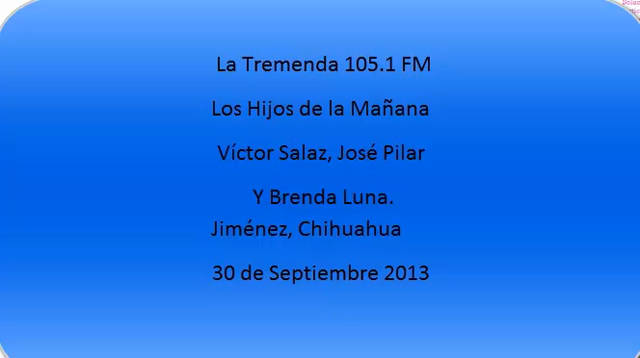 La Tremenda 105.1 FM
Los Hijos de la Mañana
Víctor Salaz, José Pilar
Y Brenda Luna.
Jiménez, Chihuahua
30 de Septiembre 2013